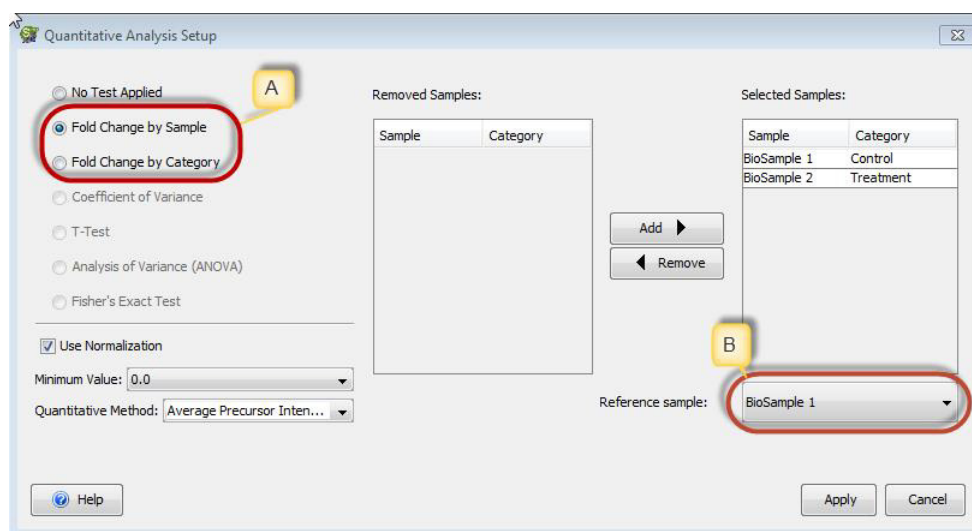 Quantitative Analysis Setup
No Test Applied
A
Fold Change by Sample
Fold Change by Category
Coefficient of Variance
T-Test
Analysis of Variance (ANOVA)
Fisher's Exact Test
Use Normalization
Minimum Value: 0.0
Quantitative Method: Average Precursor Inten...
Removed Samples:
Sample Category
Add
Remove
Selected Samples:
Sample Category
BioSample 1 Control
BioSample 2 Treatment
B
Reference sample: BioSample 1
Help
Apply
Cancel